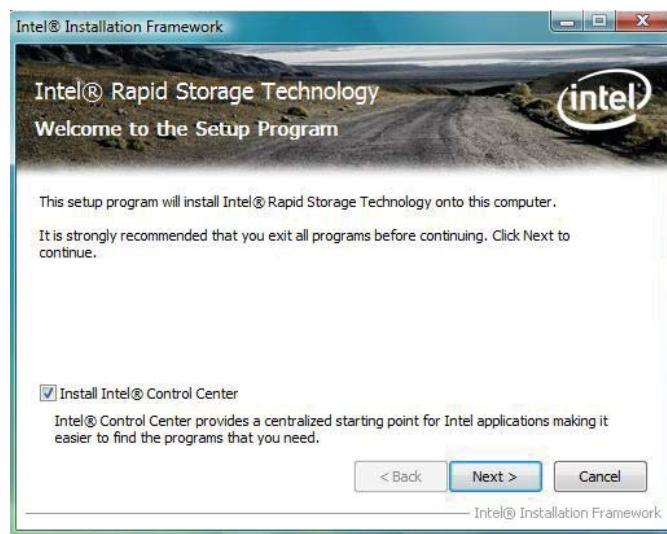 Intel® Installation Framework
Intel® Rapid Storage Technology
Welcome to the Setup Program
intel
This setup program will install Intel® Rapid Storage Technology onto this computer.
It is strongly recommended that you exit all programs before continuing. Click Next to
continue.
Install Intel® Control Center
Intel® Control Center provides a centralized starting point for Intel applications making it
easier to find the programs that you need.
< Back Next > Cancel
Intel® Installation Framework